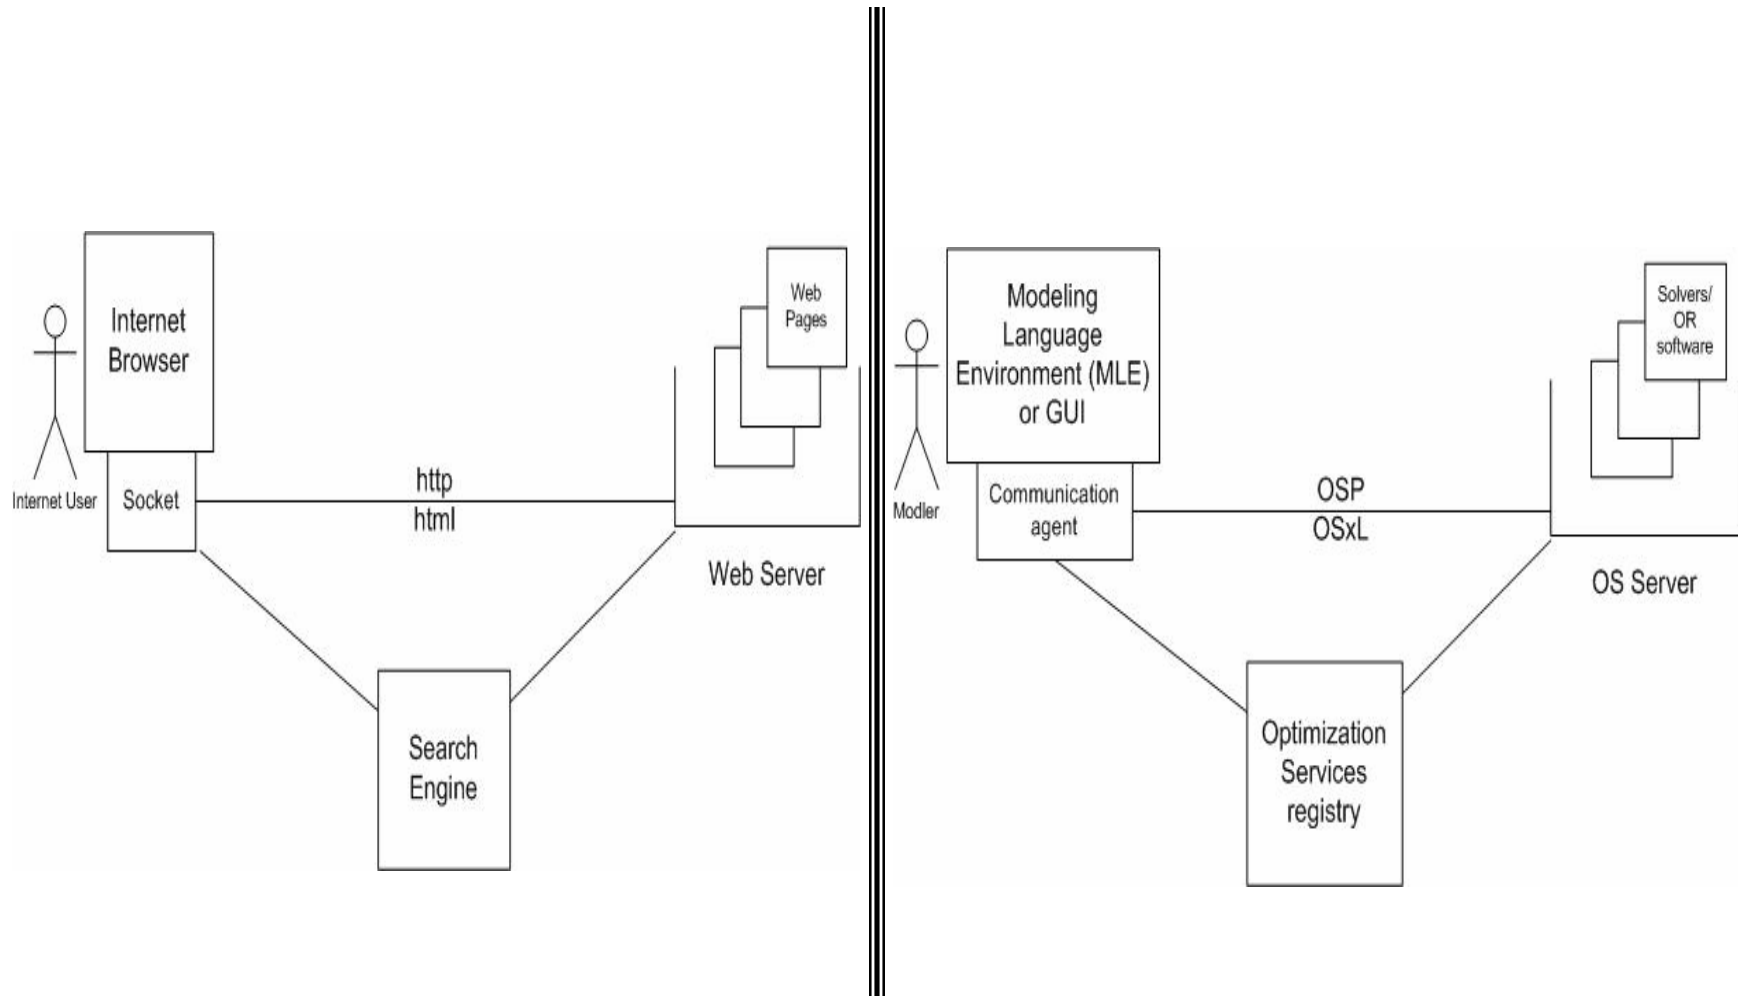 Internet
Browser
Internet User
Socket
http
html
Web
Pages
Web Server
Search
Engine
Modeling
Language
Environment (MLE)
or GUI
Modler
Communication
agent
OSP
OSxL
Solvers/
OR
software
OS Server
Optimization
Services
registry